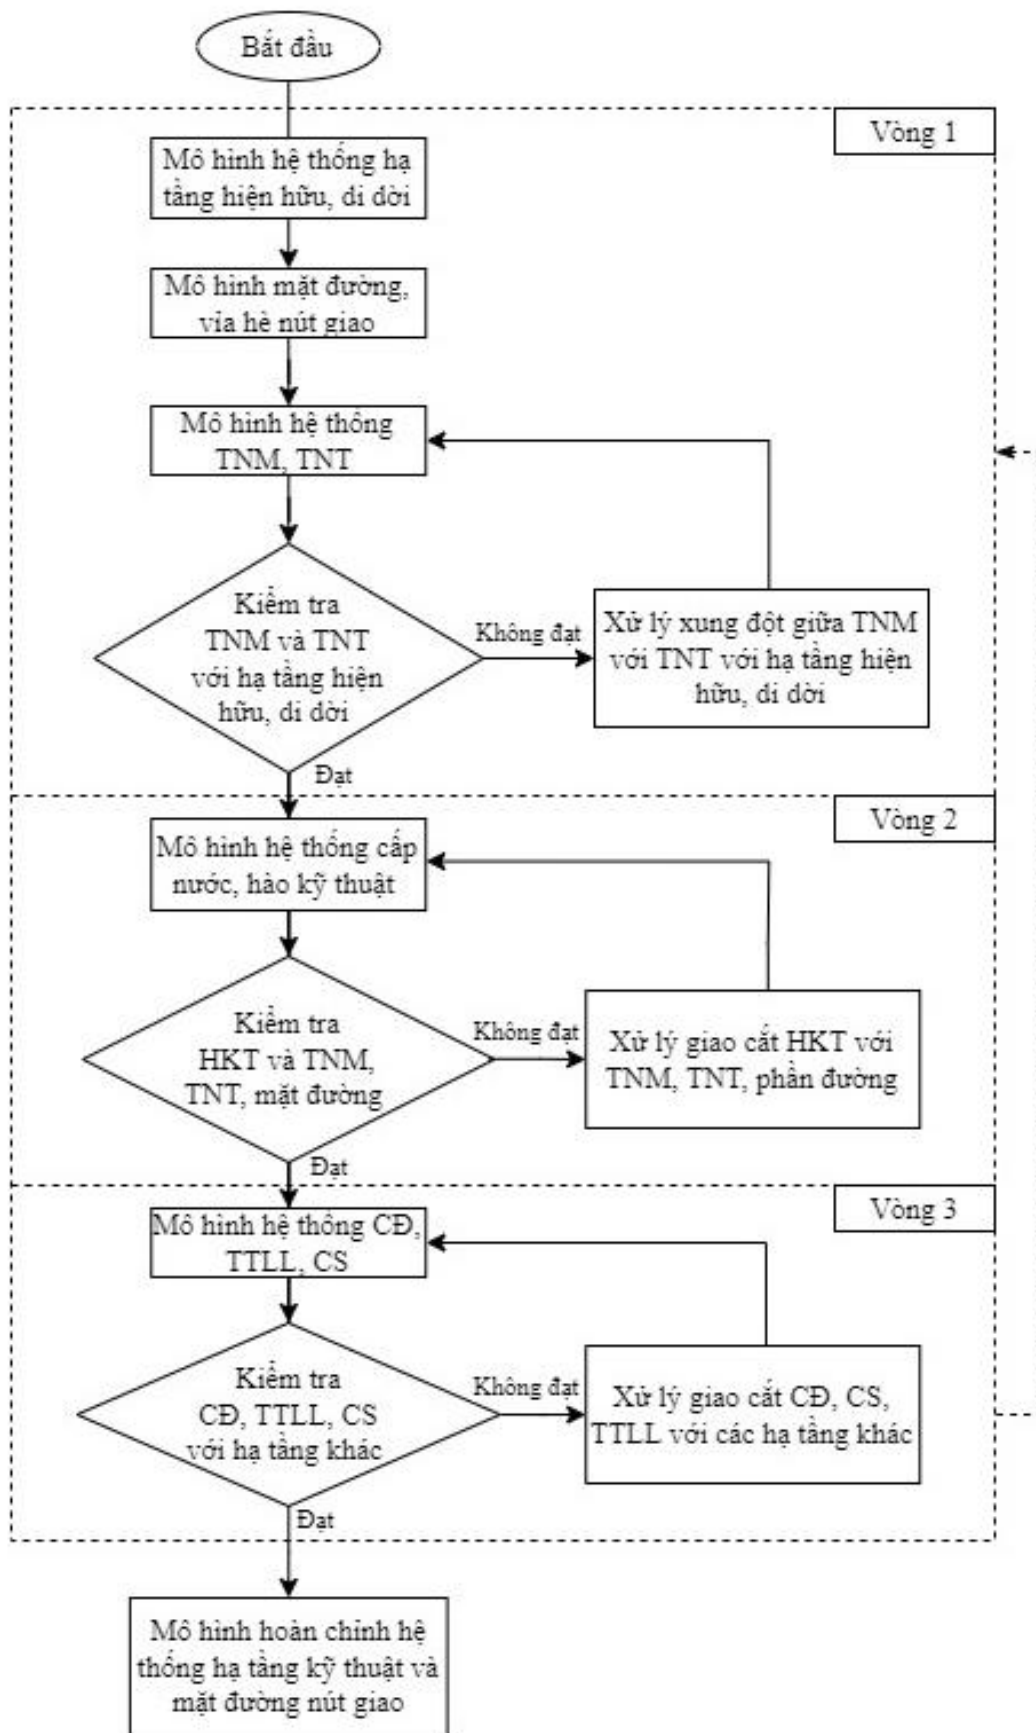 Bắt đầu
Vòng 1
Mô hình hệ thống hạ
tầng hiện hữu, di dời
Mô hình mặt đường,
vỉa hè nút giao
Mô hình hệ thống
TNM, TNT
Kiểm tra
TNM và TNT
với hạ tầng hiện
hữu, di dời
Không đạt
Xử lý xung đột giữa TNM
với TNT với hạ tầng hiện
hữu, di dời
Đạt
Vòng 2
Mô hình hệ thống cấp
nước, hào kỹ thuật
Kiểm tra
HKT và TNM,
TNT, mặt đường
Không đạt
Xử lý giao cắt HKT với
TNM, TNT, phần đường
Đạt
Vòng 3
Mô hình hệ thống CĐ,
TTLL, CS
Kiểm tra
CĐ, TTLL, CS
với hạ tầng khác
Không đạt
Xử lý giao cắt CĐ, CS,
TTLL với các hạ tầng khác
Đạt
Mô hình hoàn chỉnh hệ
thống hạ tầng kỹ thuật và
mặt đường nút giao